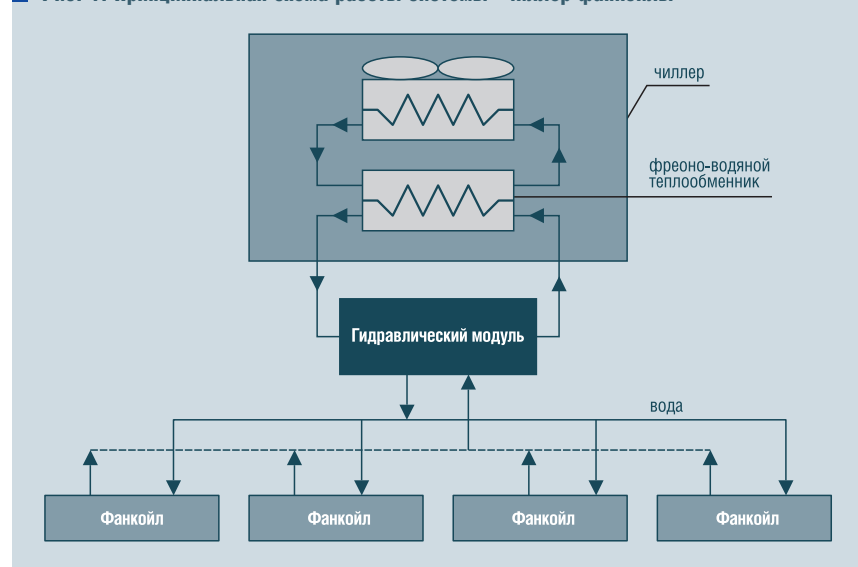 чиллер
фреоно-водяной
теплообменник
Гидравлический модуль
вода
Фанкойл
Фанкойл
Фанкойл
Фанкойл